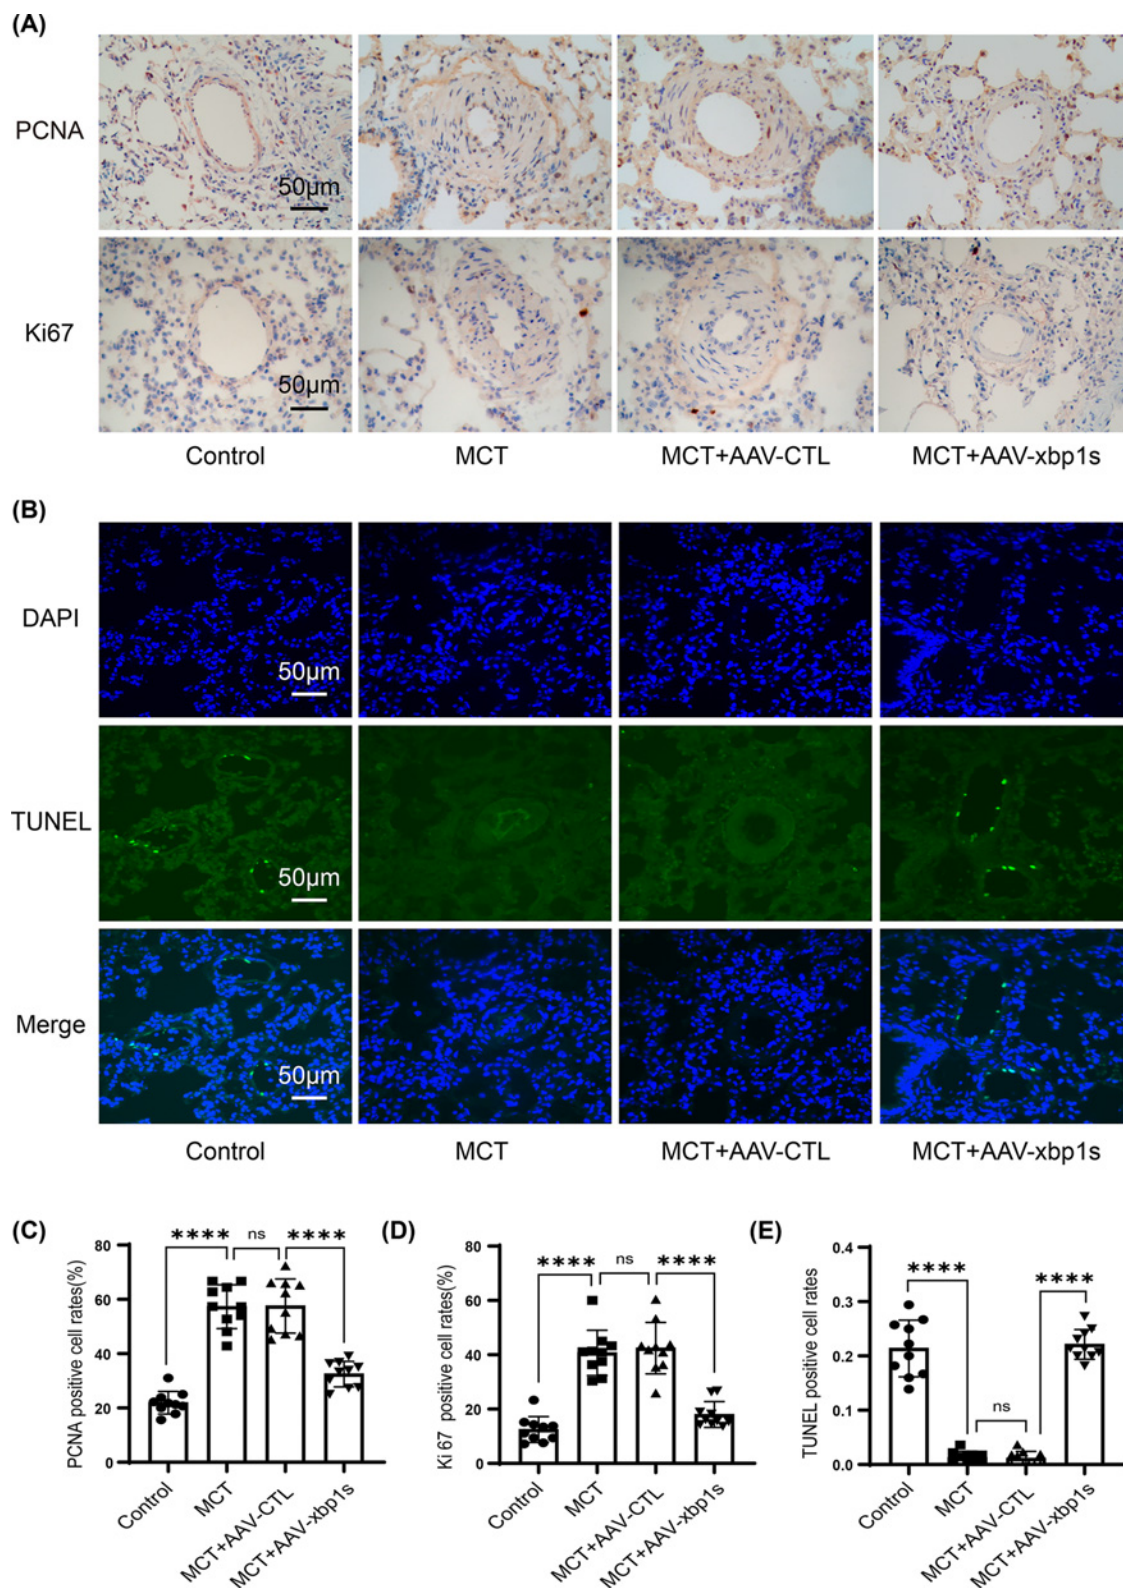 (A)
PCNA
50μm
Ki67
50μm
Control MCT MCT+AAV-CTL MCT+AAV-xbp1s
(B)
DAPI
50μm
TUNEL
50μm
Merge
50μm
Control MCT MCT+AAV-CTL MCT+AAV-xbp1s
(C)
PCNA positive cell rates(%)
80
60
40
20
0
**** ns ****
Control MCT MCT+AAV-CTL MCT+AAV-xbp1s
(D)
Ki 67 positive cell rates(%)
80
60
40
20
0
**** ns ****
Control MCT MCT+AAV-CTL MCT+AAV-xbp1s
(E)
TUNEL positive cell rates
0.4
0.3
0.2
0.1
0.0
**** ns ****
Control MCT MCT+AAV-CTL MCT+AAV-xbp1s